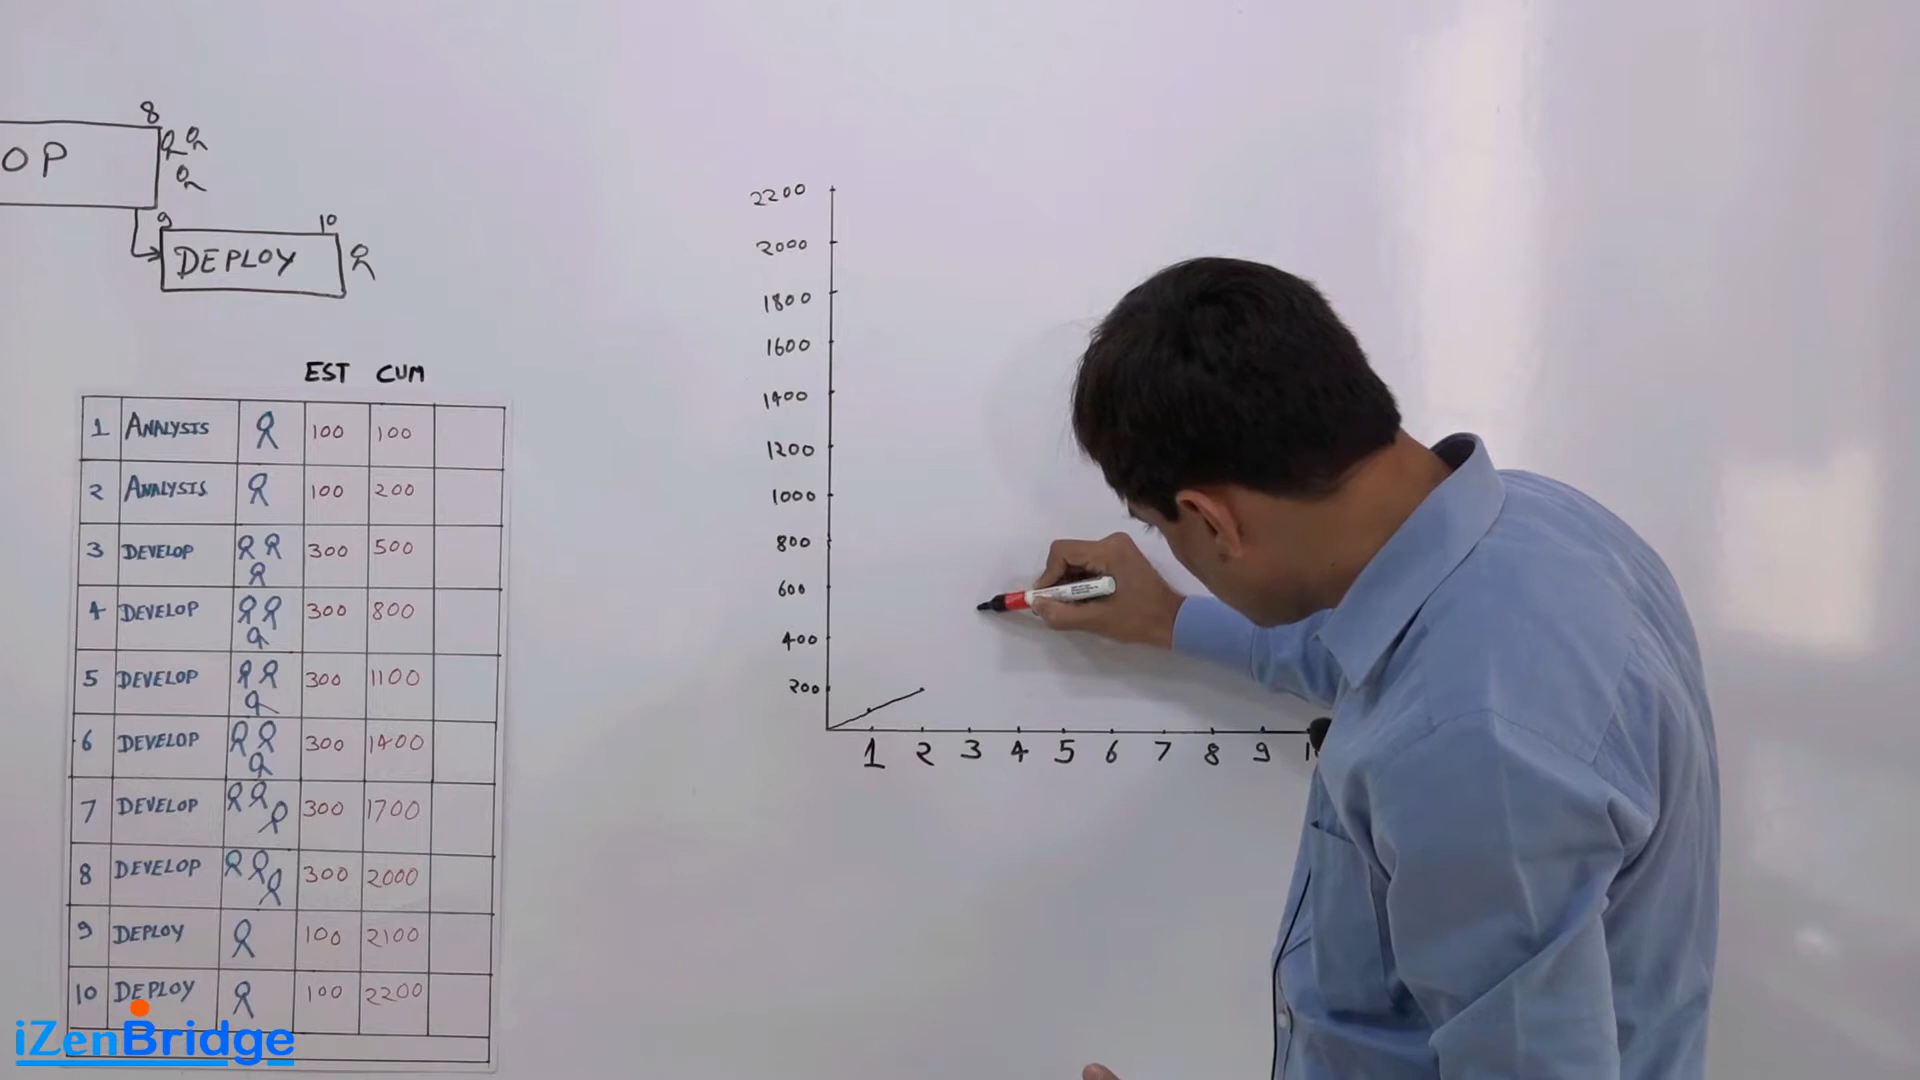 8
OP
9 10
DEPLOY
EST CUM
1 ANALYSIS 100 100
2 ANALYSIS 100 200
3 DEVELOP 300 500
4 DEVELOP 300 800
5 DEVELOP 300 1100
6 DEVELOP 300 1400
7 DEVELOP 300 1700
8 DEVELOP 300 2000
9 DEPLOY 100 2100
10 DEPLOY 100 2200
iZenBridge
2200
2000
1800
1600
1400
1200
1000
800
600
400
200
1 2 3 4 5 6 7 8 9